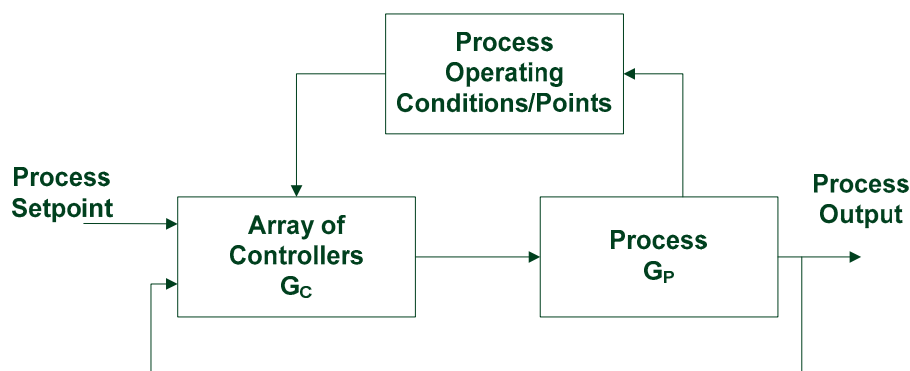 Process
Operating
Conditions/Points
Process
Setpoint
Array of
Controllers
GC
Process
GP
Process
Output